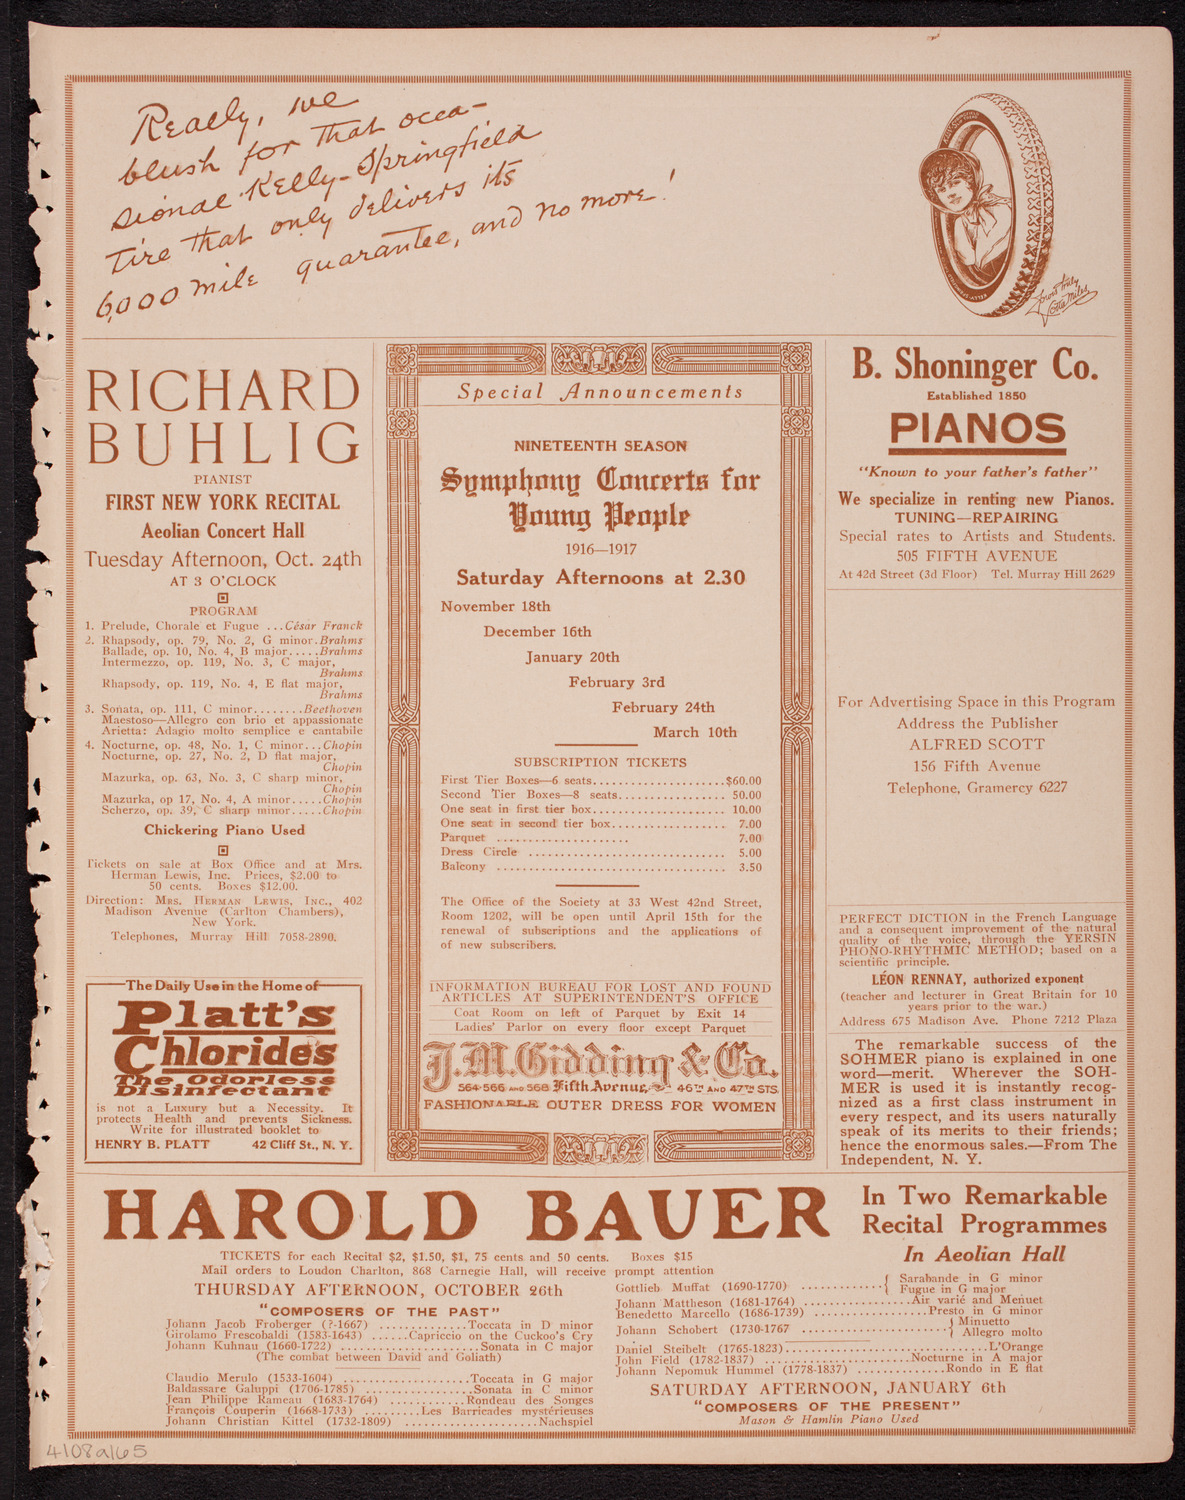 Really, we
blush for that occa-
sional Kelly-Springfield
Tire that only delivers its
6,000 mile guarantee, and no more!
Yours truly
Lotta Miles
RICHARD
BUHLIG
PIANIST
FIRST NEW YORK RECITAL
Aeolian Concert Hall
Tuesday Afternoon, Oct. 24th
AT 3 O'CLOCK
PROGRAM
1. Prelude, Chorale et Fugue ...César Franck
2. Rhapsody, op. 79, No. 2, G minor.Brahms
Ballade, op. 10, No. 4, B major.....Brahms
Intermezzo, op. 119, No. 3, C major,
Brahms
Rhapsody, op. 119, No. 4, E flat major,
Brahms
3. Sonata, op. 111, C minor........Beethoven
Maestoso—Allegro con brio et appassionate
Arietta: Adagio molto semplice e cantabile
4. Nocturne, op. 48, No. 1, C minor...Chopin
Nocturne, op. 27, No. 2, D flat major,
Chopin
Mazurka, op. 63, No. 3, C sharp minor,
Chopin
Mazurka, op 17, No. 4, A minor.....Chopin
Scherzo, op. 39, C sharp minor.....Chopin
Chickering Piano Used
Tickets on sale at Box Office and at Mrs.
Herman Lewis, Inc. Prices, $2.00 to
50 cents. Boxes $12.00.
Direction: MRS. HERMAN LEWIS, INC., 402
Madison Avenue (Carlton Chambers),
New York.
Telephones, Murray Hill 7058-2890.
The Daily Use in the Home of
Platt's
Chlorides
The Odorless
Disinfectant
is not a Luxury but a Necessity. It
protects Health and prevents Sickness.
Write for illustrated booklet to
HENRY B. PLATT 42 Cliff St., N. Y.
Special Announcements
NINETEENTH SEASON
Symphony Concerts for
Young People
1916—1917
Saturday Afternoons at 2.30
November 18th
December 16th
January 20th
February 3rd
February 24th
March 10th
SUBSCRIPTION TICKETS
First Tier Boxes—6 seats.........................$60.00
Second Tier Boxes—8 seats................. 50.00
One seat in first tier box..................... 10.00
One seat in second tier box.................. 7.00
Parquet ..................... 7.00
Dress Circle ............................... 5.00
Balcony .................................... 3.50
The Office of the Society at 33 West 42nd Street,
Room 1202, will be open until April 15th for the
renewal of subscriptions and the applications of
of new subscribers.
INFORMATION BUREAU FOR LOST AND FOUND
ARTICLES AT SUPERINTENDENT'S OFFICE
Coat Room on left of Parquet by Exit 14
Ladies' Parlor on every floor except Parquet
J.M. Gidding & Co.
564-566 AND 568 Fifth Avenue 46TH AND 47TH STS.
FASHIONABLE OUTER DRESS FOR WOMEN
B. Shoninger Co.
Established 1850
PIANOS
"Known to your father's father"
We specialize in renting new Pianos.
TUNING—REPAIRING
Special rates to Artists and Students.
505 FIFTH AVENUE
At 42d Street (3d Floor) Tel. Murray Hill 2629
For Advertising Space in this Program
Address the Publisher
ALFRED SCOTT
156 Fifth Avenue
Telephone, Gramercy 6227
PERFECT DICTION in the French Language
and a consequent improvement of the natural
quality of the voice, through the YERSIN
PHONO-RHYTHMIC METHOD; based on a
scientific principle.
LÉON RENNAY, authorized exponent
(teacher and lecturer in Great Britain for 10
years prior to the war.)
Address 675 Madison Ave. Phone 7212 Plaza
The remarkable success of the
SOHMER piano is explained in one
word—merit. Wherever the SOH-
MER is used it is instantly recog-
nized as a first class instrument in
every respect, and its users naturally
speak of its merits to their friends;
hence the enormous sales.—From The
Independent, N. Y.
HAROLD BAUER
In Two Remarkable
Recital Programmes
In Aeolian Hall
TICKETS for each Recital $2, $1.50, $1, 75 cents and 50 cents. Boxes $15
Mail orders to Loudon Charlton, 868 Carnegie Hall, will receive prompt attention
THURSDAY AFTERNOON, OCTOBER 26th
"COMPOSERS OF THE PAST"
Johann Jacob Froberger (?-1667) ..............Toccata in D minor
Girolamo Frescobaldi (1583-1643) ......Capriccio on the Cuckoo's Cry
Johann Kuhnau (1660-1722) ......................Sonata in C major
(The combat between David and Goliath)
Claudio Merulo (1533-1604) ....................Toccata in G major
Baldassare Galuppi (1706-1785) .................Sonata in C minor
Jean Philippe Rameau (1683-1764) ............Rondeau des Songes
François Couperin (1668-1733) .........Les Barricades mystérieuses
Johann Christian Kittel (1732-1809) .....................Nachspiel
Gottlieb Muffat (1690-1770) ............{ Sarabande in G minor
Fugue in G major
Johann Mattheson (1681-1764) .................Air varié and Menuet
Benedetto Marcello (1686-1739) ....................Presto in G minor
Johann Schobert (1730-1767 ......................{ Minuetto
Allegro molto
Daniel Steibelt (1765-1823)....................................L'Orange
John Field (1782-1837) .......................Nocturne in A major
Johann Nepomuk Hummel (1778-1837) ..............Rondo in E flat
SATURDAY AFTERNOON, JANUARY 6th
"COMPOSERS OF THE PRESENT"
Mason & Hamlin Piano Used
4108a165